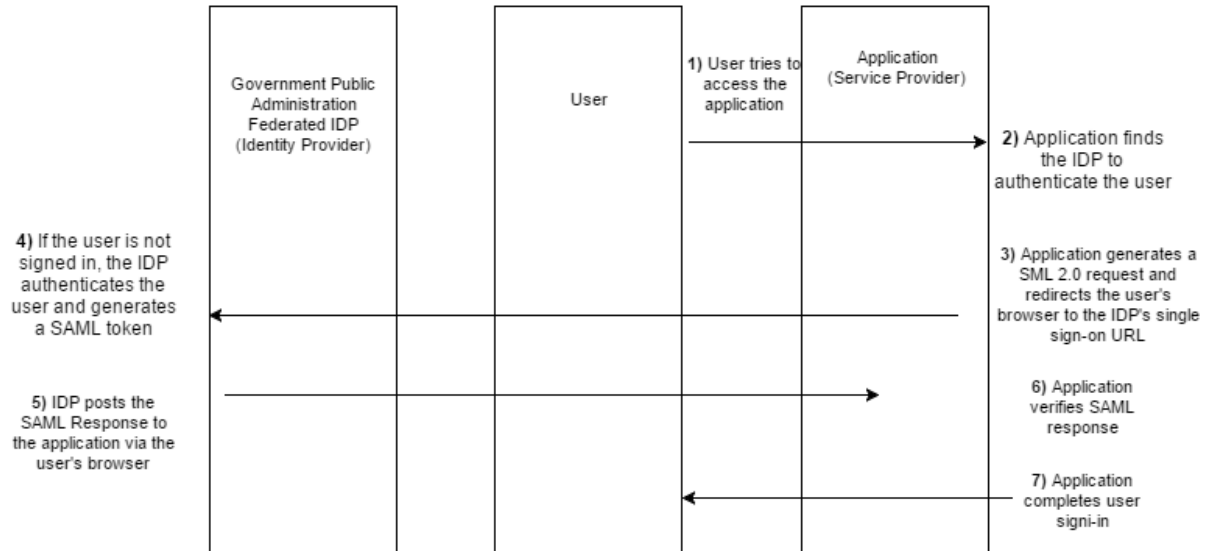 Government Public
Administration
Federated IDP
(Identity Provider)
User
1) User tries to
access the
application
Application
(Service Provider)
2) Application finds
the IDP to
authenticate the user
3) Application generates a
SML 2.0 request and
redirects the user's
browser to the IDP's single
sign-on URL
4) If the user is not
signed in, the IDP
authenticates the
user and generates
a SAML token
5) IDP posts the
SAML Response to
the application via the
user's browser
6) Application
verifies SAML
response
7) Application
completes user
signi-in